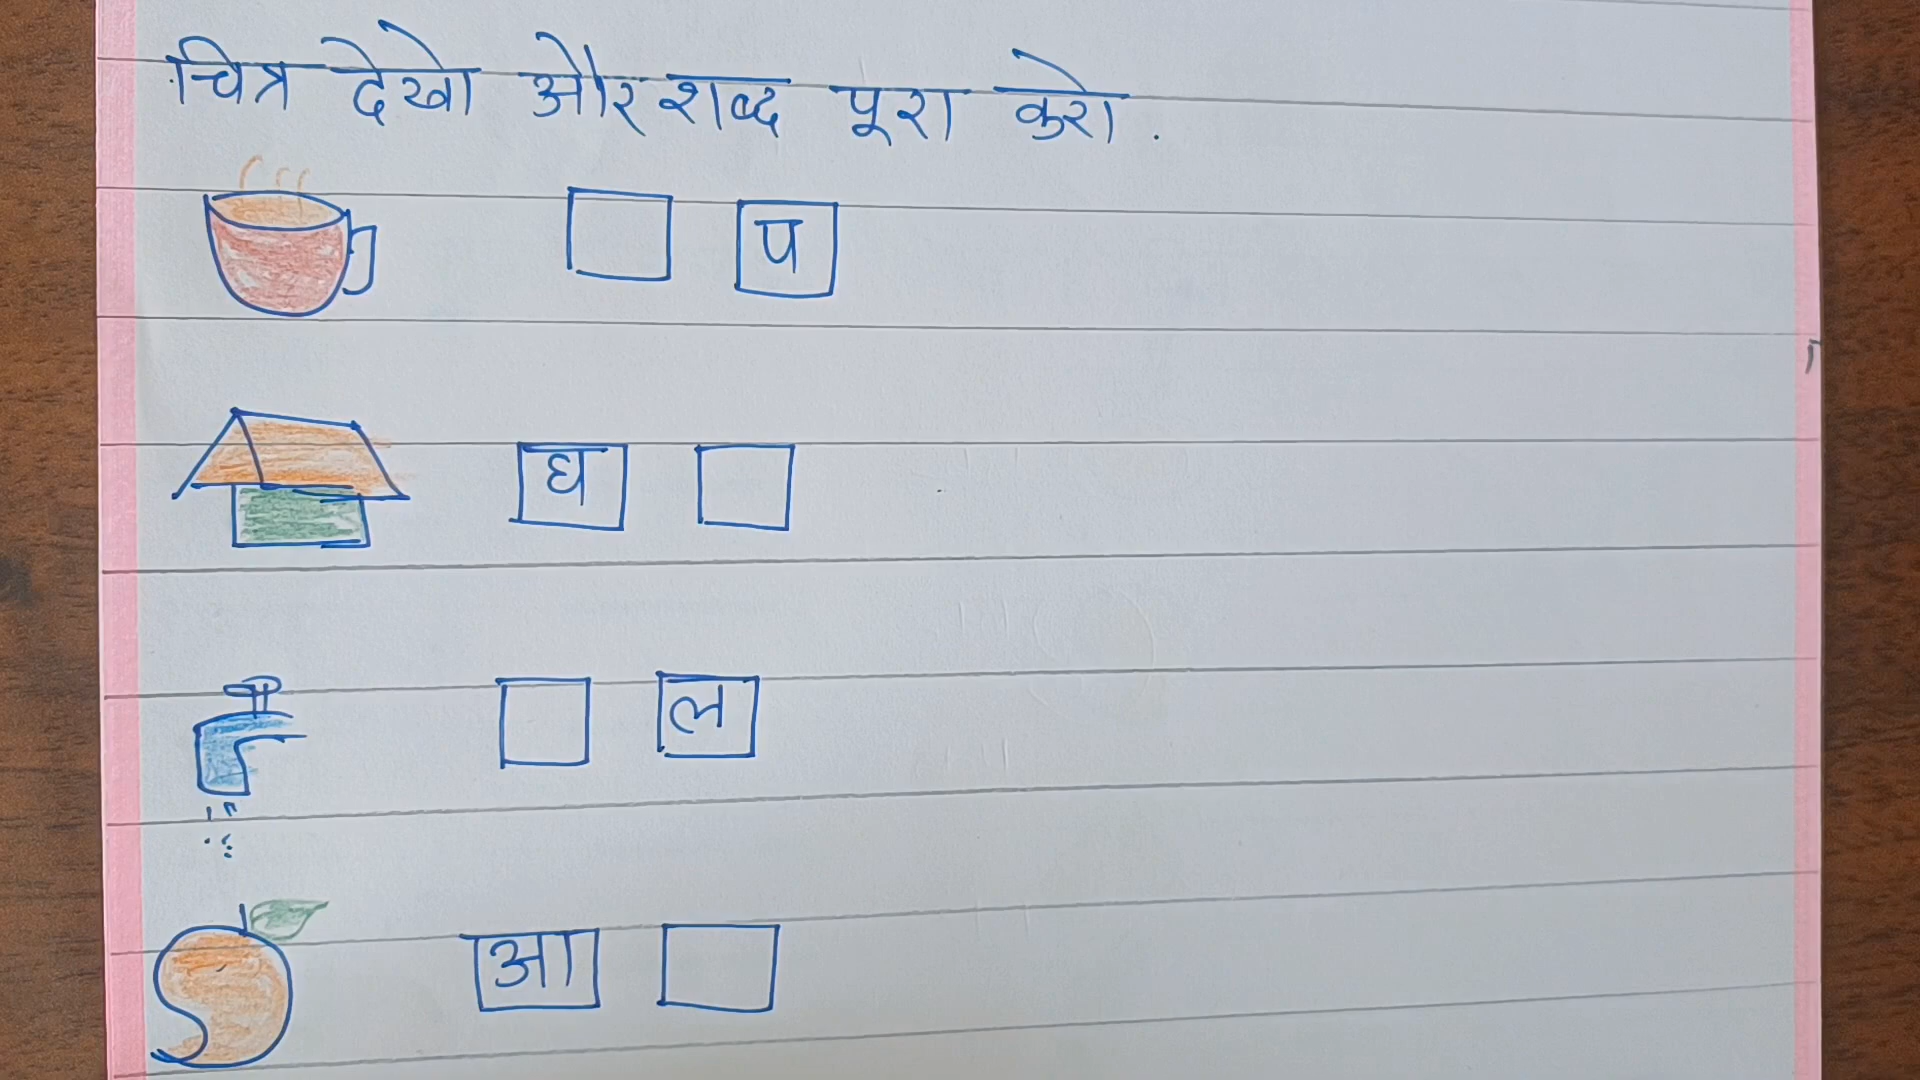 चित्र देखो और शब्द पूरा करो .
प
घ
ल
आ